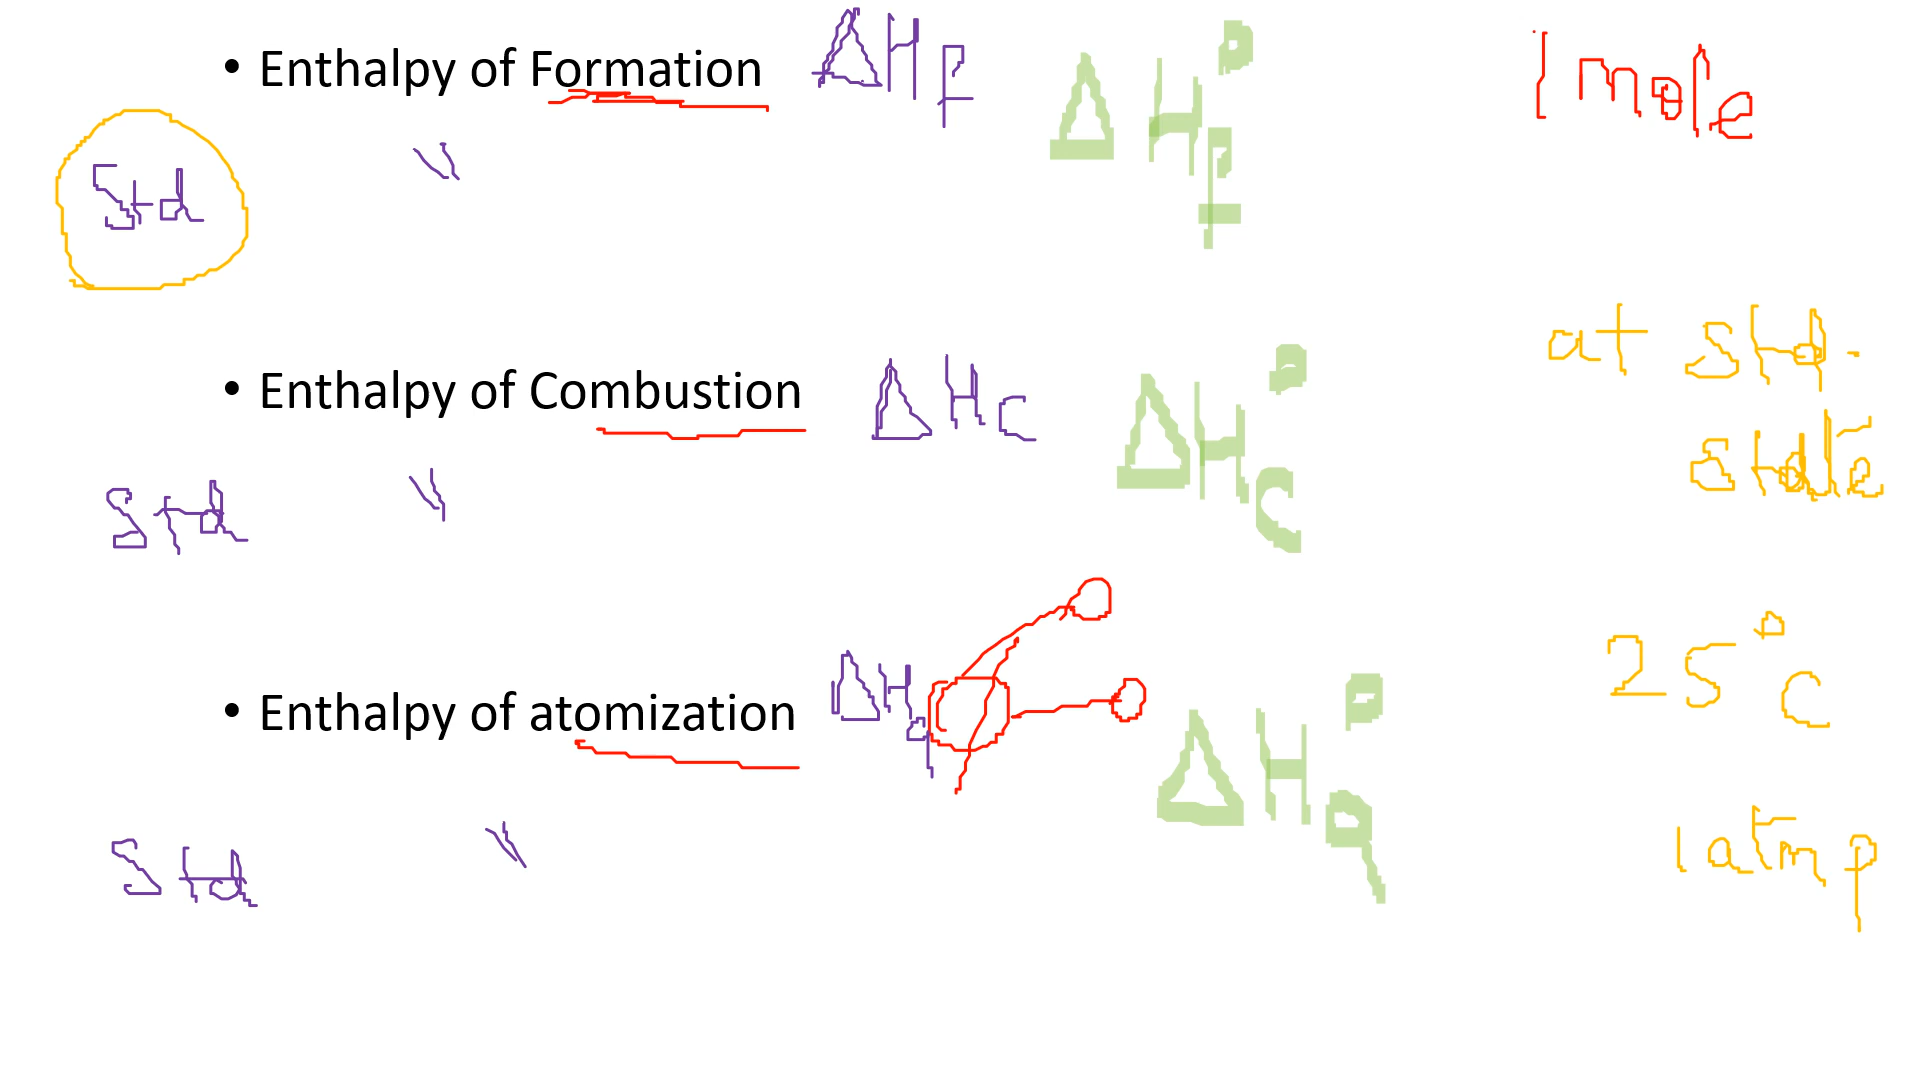 • Enthalpy of Formation ΔHf ΔH°f 1 mole
Std
at std.
• Enthalpy of Combustion ΔHc ΔH°c
state
Std
25°C
• Enthalpy of atomization ΔHa ΔH°a
Std
1 atm p